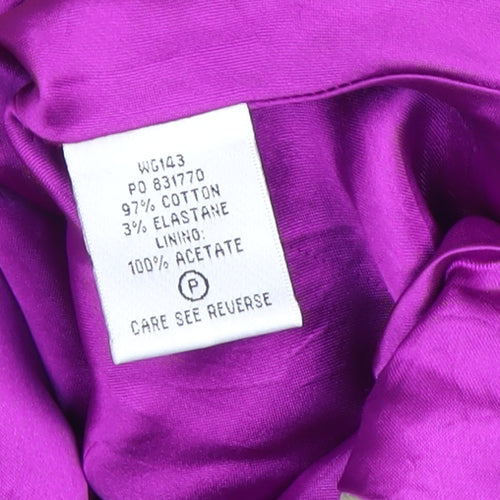 WG143
PO 831770
97% COTTON
3% ELASTANE
LINING:
100% ACETATE
P
CARE SEE REVERSE